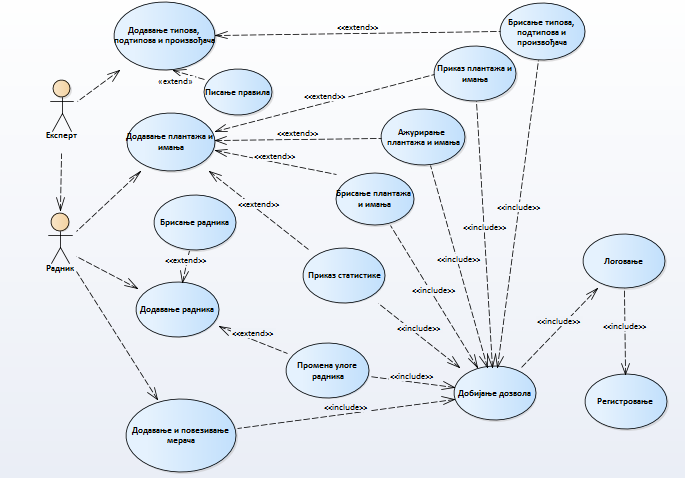 Додавање типова,
подтипова и произвођача
<<extend>>
Брисање типова,
подтипова и
произвођача
«extend»
Писање правила
Приказ плантажа и
имања
<<extend>>
Експерт
Додавање плантажа и
имања
<<extend>>
Ажурирање
плантажа и имања
<<extend>>
Брисање плантажа
и имања
<<extend>>
<<include>>
Брисање радника
<<include>>
Радник
<<extend>>
Приказ статистике
<<include>>
Логовање
<<include>>
Додавање радника
<<extend>>
<<include>>
<<include>>
<<include>>
Промена улоге
радника
<<include>>
<<include>>
Добијање дозвола
Регистровање
Додавање и повезивање
мерача